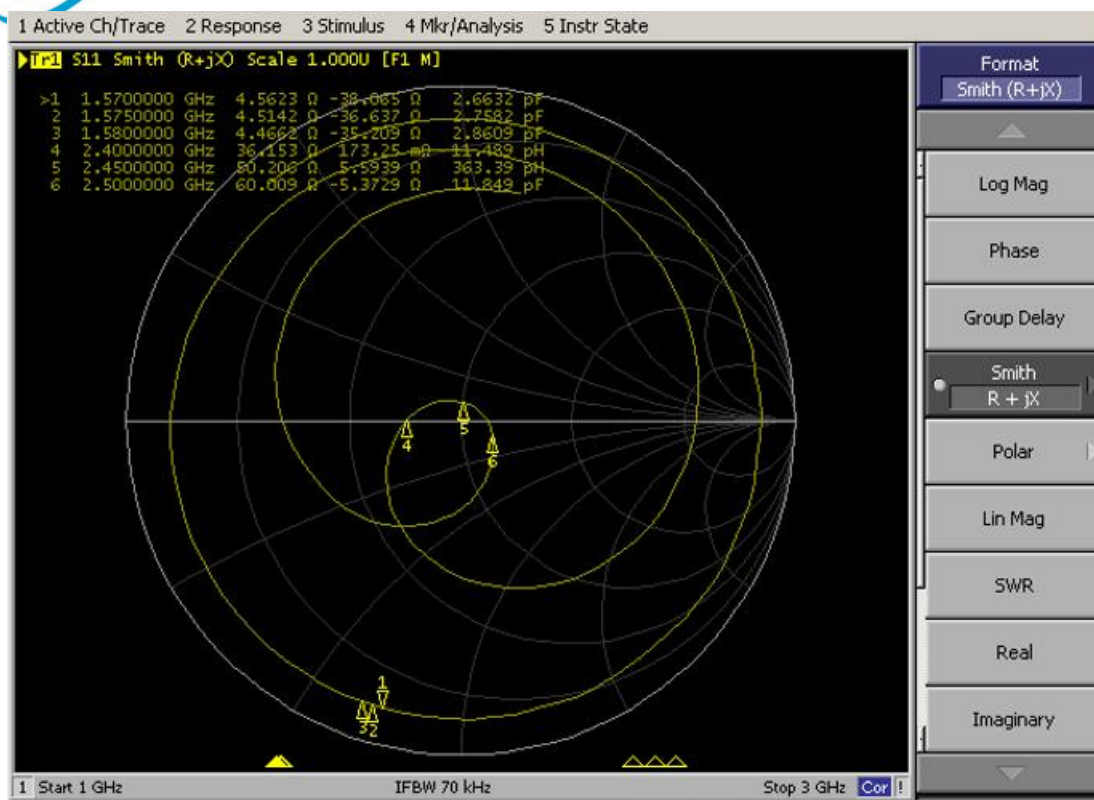 1 Active Ch/Trace 2 Response 3 Stimulus 4 Mkr/Analysis 5 Instr State
Tr1 S11 Smith (R+jX) Scale 1.000U [F1 M]
>1 1.5700000 GHz 4.5623 Ω -38.065 Ω 2.6632 pF
2 1.5750000 GHz 4.5142 Ω -36.637 Ω 2.7582 pF
3 1.5800000 GHz 4.4662 Ω -35.209 Ω 2.8609 pF
4 2.4000000 GHz 36.153 Ω 173.25 mΩ 11.489 pH
5 2.4500000 GHz 50.206 Ω 5.5939 Ω 363.39 pH
6 2.5000000 GHz 60.009 Ω -5.3729 Ω 11.849 pF
4
5
6
1
3 2
1 Start 1 GHz IFBW 70 kHz Stop 3 GHz Cor !
Format
Smith (R+jX)
Log Mag
Phase
Group Delay
Smith
R + jX
Polar
Lin Mag
SWR
Real
Imaginary